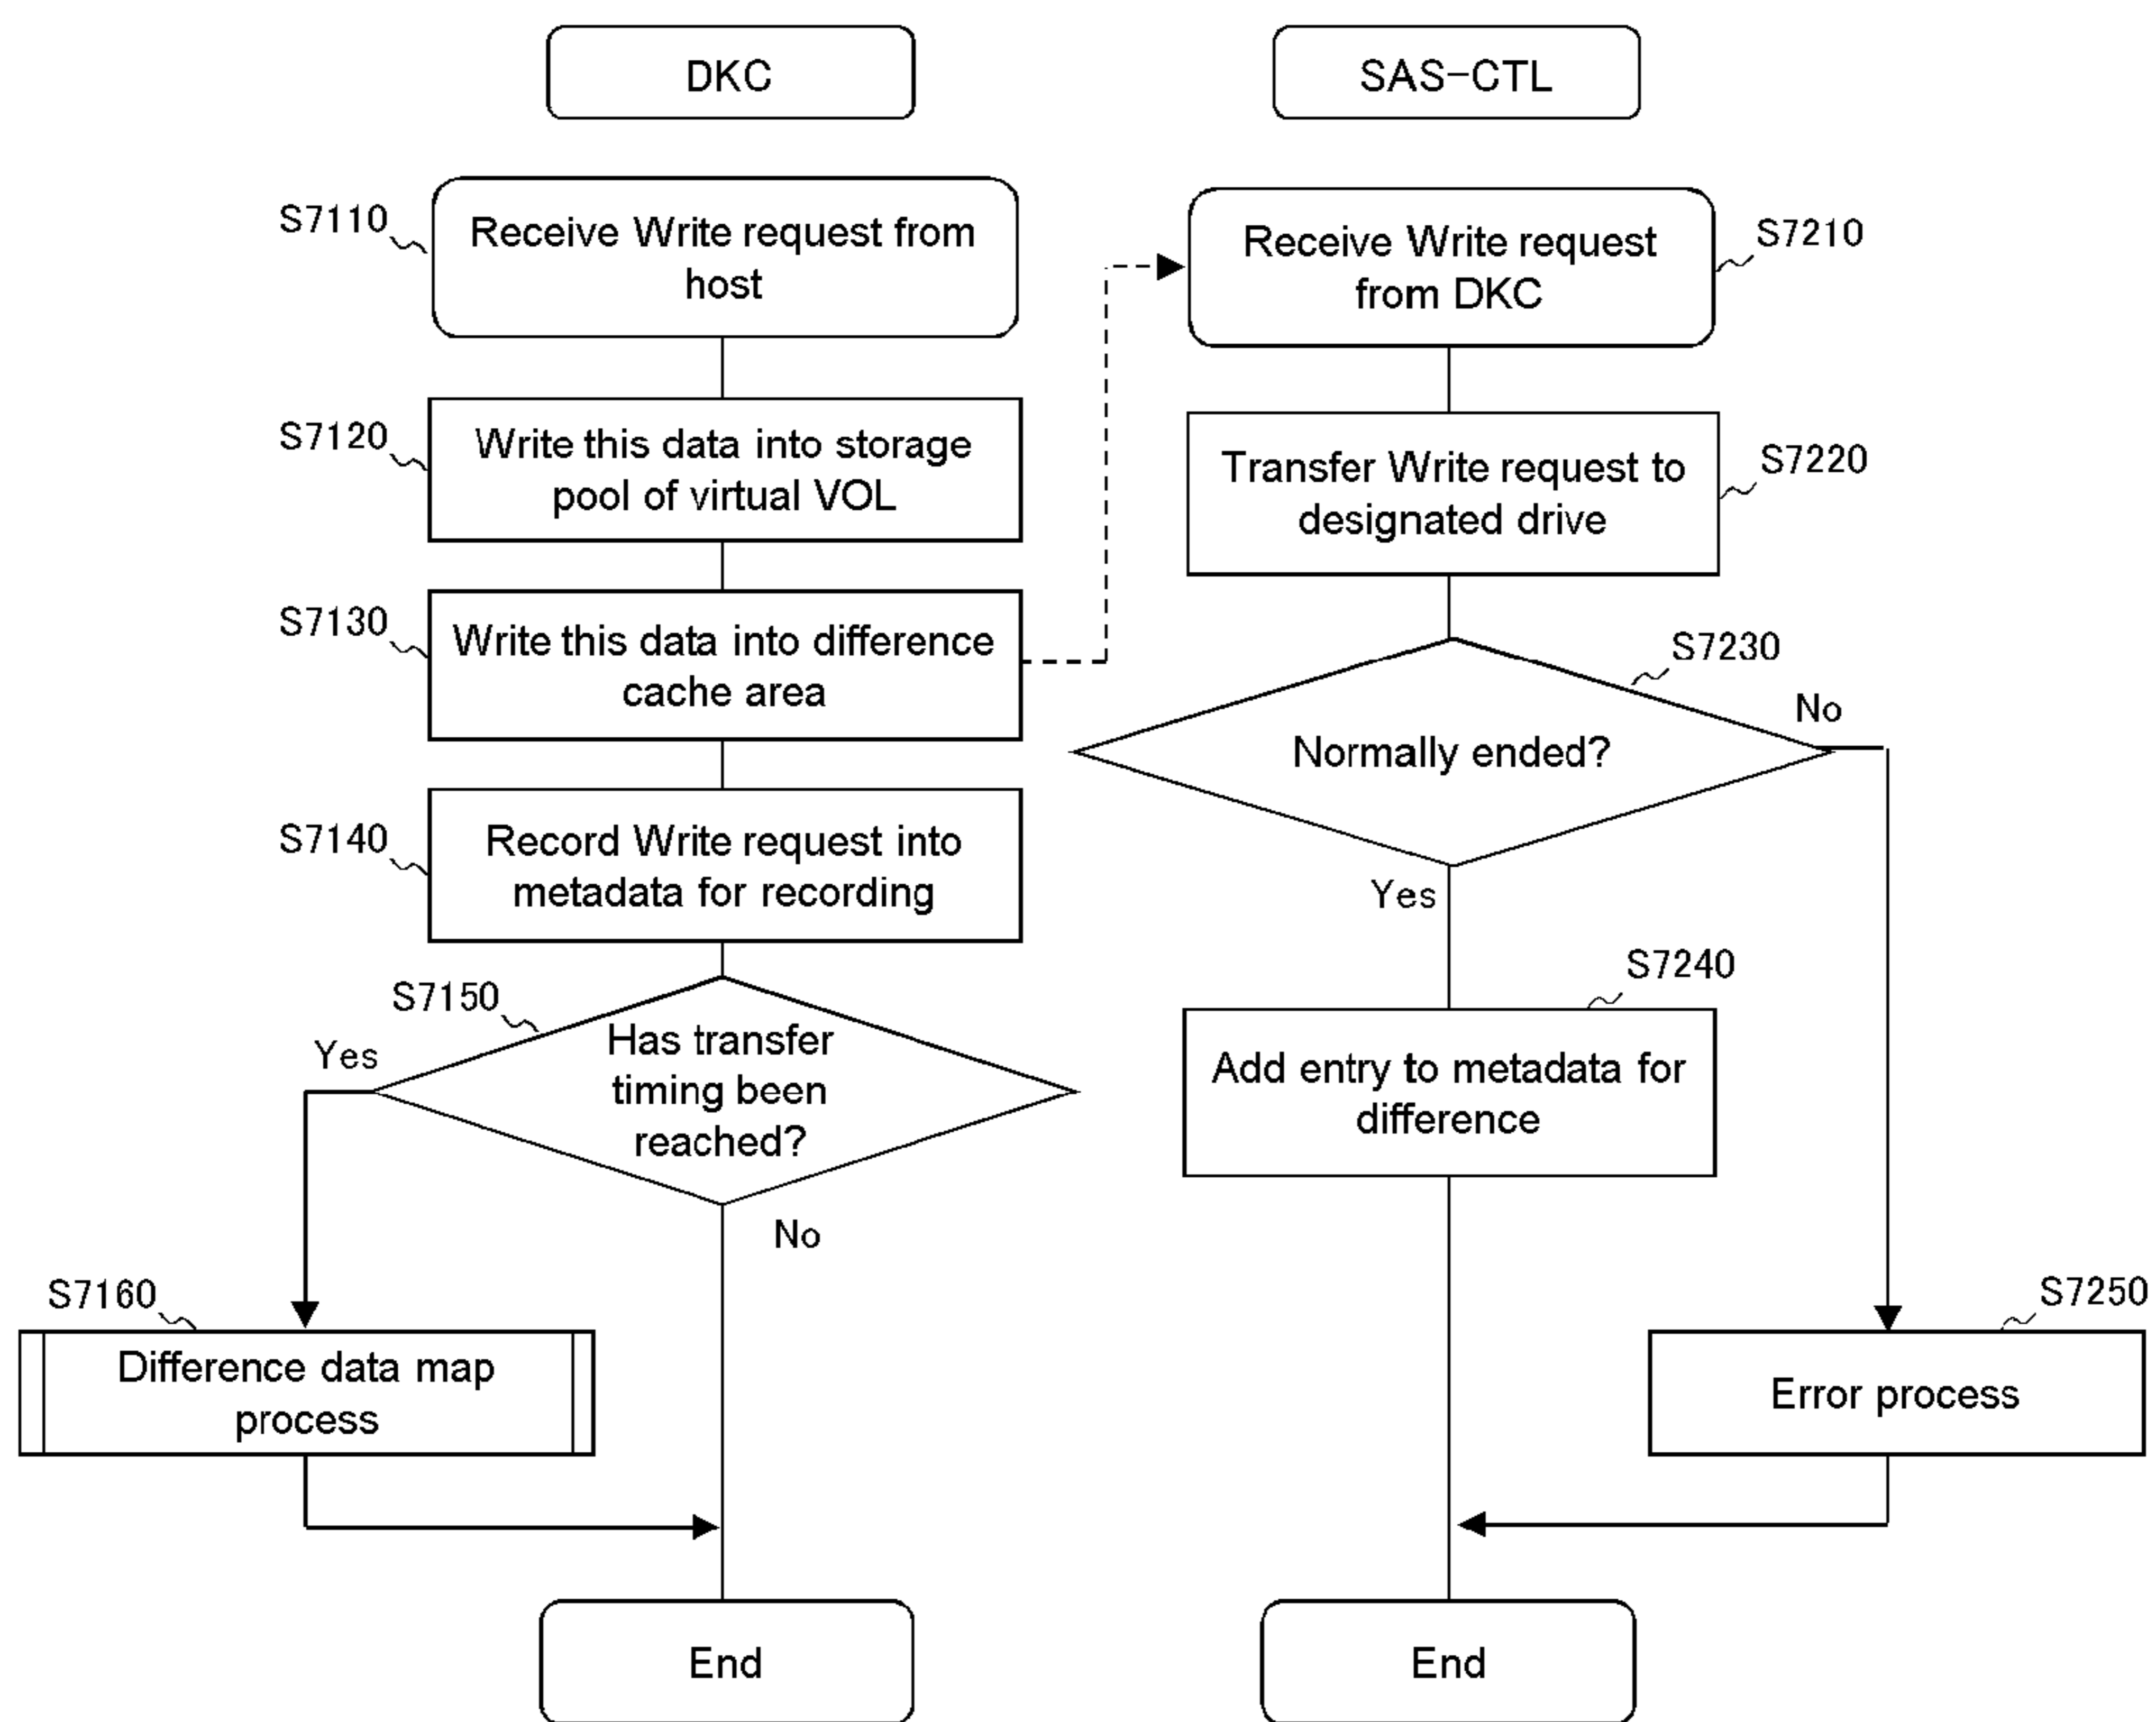 DKC
SAS-CTL
S7110
Receive Write request from
host
S7120
Write this data into storage
pool of virtual VOL
S7130
Write this data into difference
cache area
S7140
Record Write request into
metadata for recording
S7150
Has transfer
timing been
reached?
Yes
No
S7160
Difference data map
process
End
S7210
Receive Write request
from DKC
S7220
Transfer Write request to
designated drive
S7230
Normally ended?
No
Yes
S7240
Add entry to metadata for
difference
S7250
Error process
End